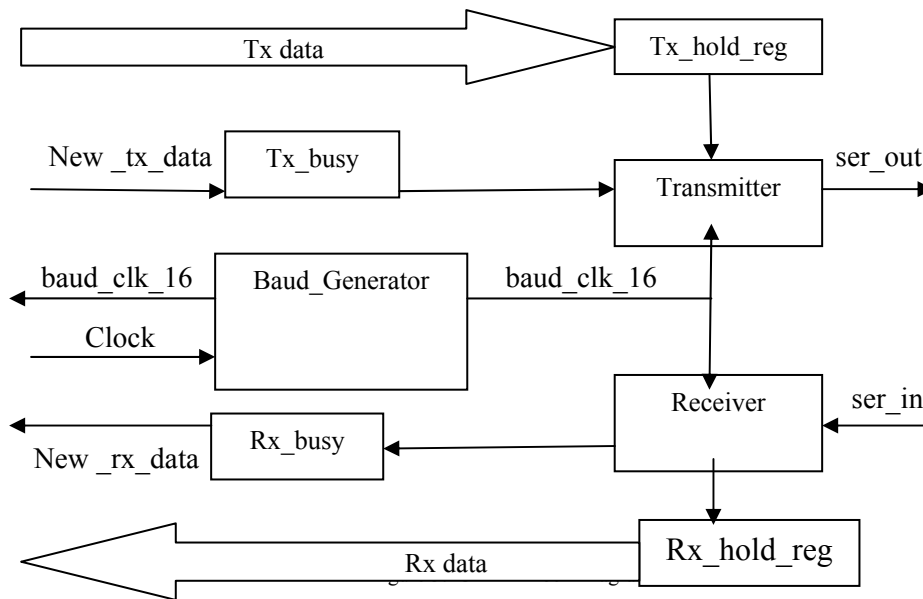 Tx data
Tx_hold_reg
New _tx_data
Tx_busy
Transmitter
ser_out
baud_clk_16
Baud_Generator
baud_clk_16
Clock
Receiver
ser_in
New _rx_data
Rx_busy
Rx data
Rx_hold_reg